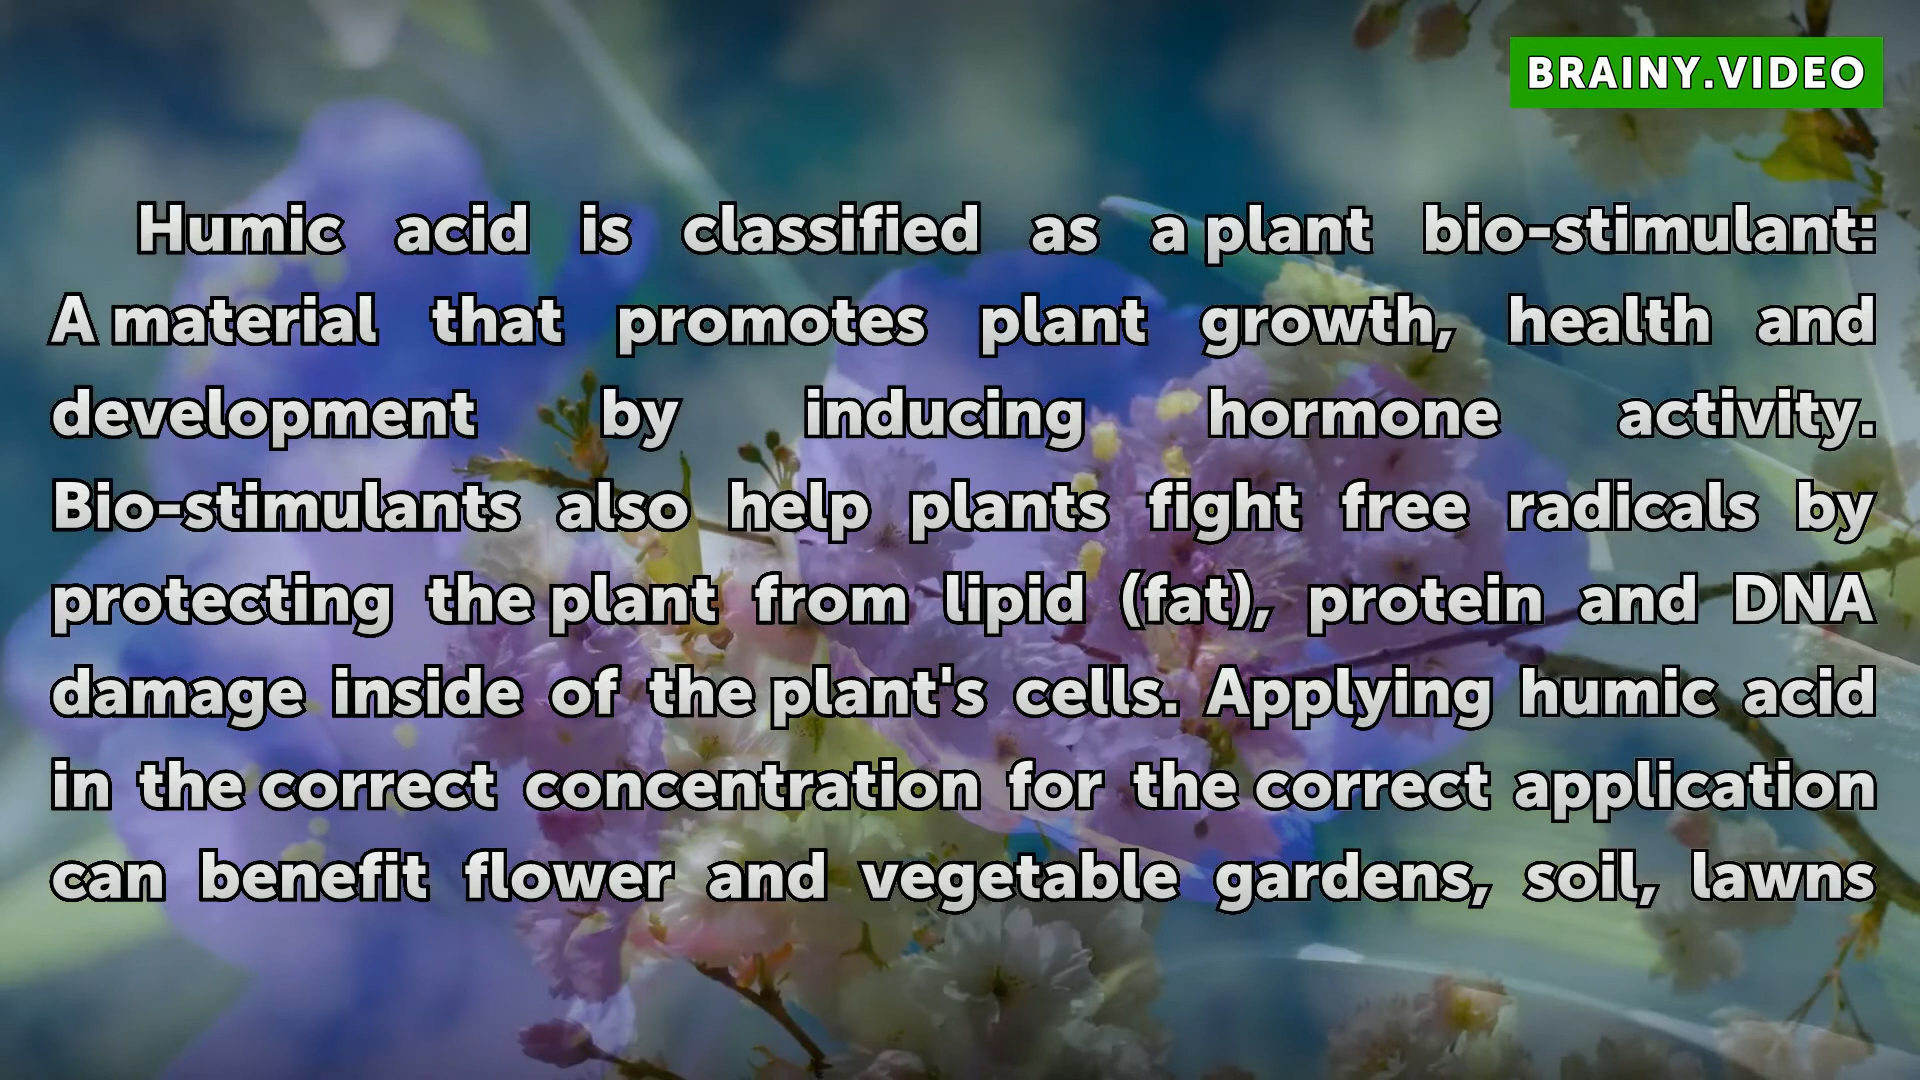 BRAINY.VIDEO
Humic acid is classified as a plant bio-stimulant:
A material that promotes plant growth, health and
development by inducing hormone activity.
Bio-stimulants also help plants fight free radicals by
protecting the plant from lipid (fat), protein and DNA
damage inside of the plant's cells. Applying humic acid
in the correct concentration for the correct application
can benefit flower and vegetable gardens, soil, lawns